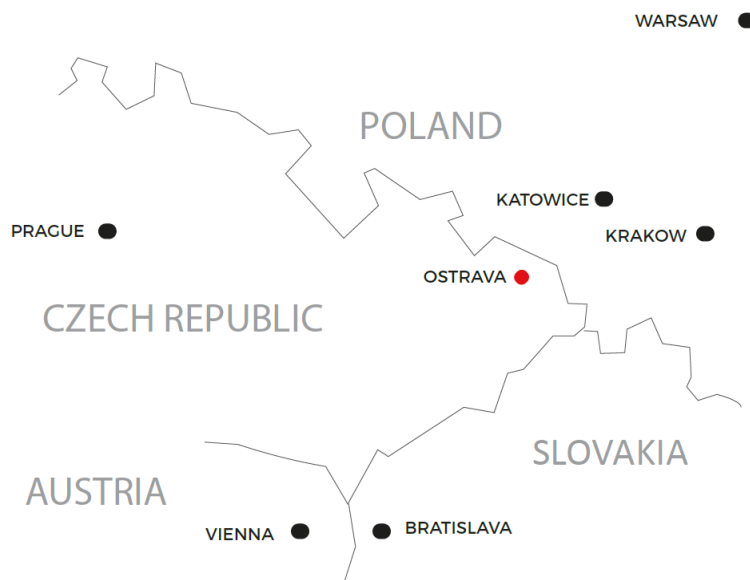 WARSAW
POLAND
KATOWICE
PRAGUE
KRAKOW
OSTRAVA
CZECH REPUBLIC
SLOVAKIA
AUSTRIA
VIENNA
BRATISLAVA